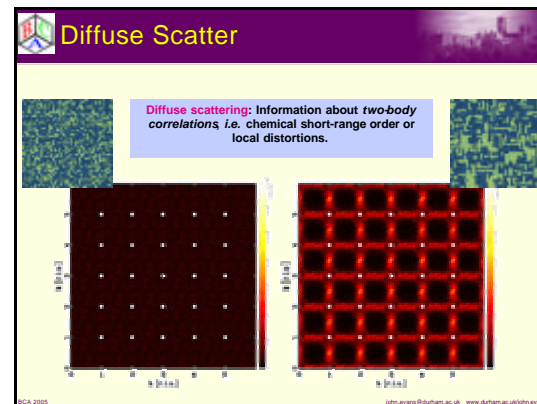 Diffuse Scatter
Diffuse scattering: Information about two-body
correlations, i.e. chemical short-range order or
local distortions.
BCA 2005
john.evans@durham.ac.uk www.durham.ac.uk/john.ev